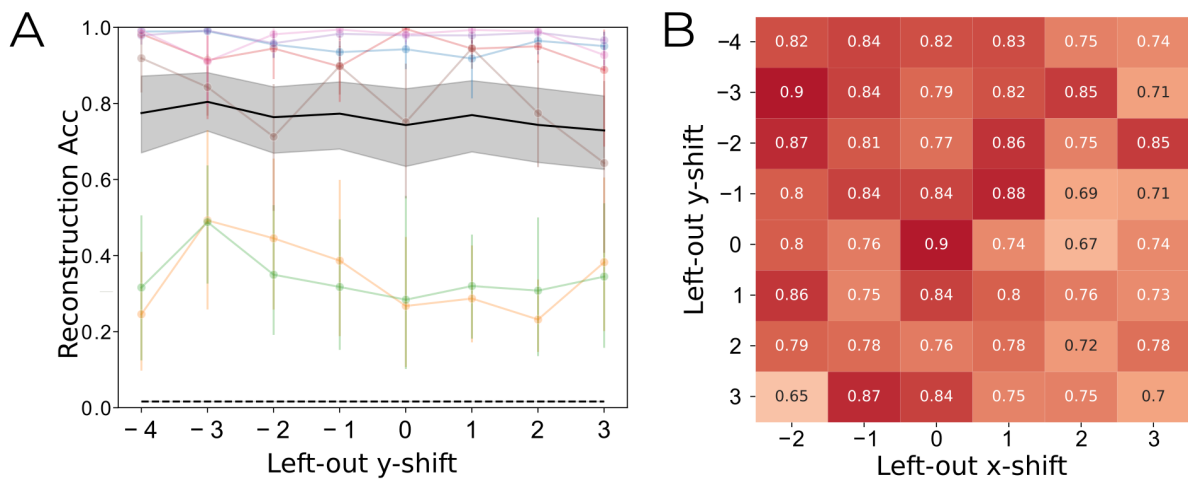 A
Reconstruction Acc
1.0
0.8
0.6
0.4
0.2
0.0
−4 −3 −2 −1 0 1 2 3
Left-out y-shift
B
Left-out y-shift
−4 0.82 0.84 0.82 0.83 0.75 0.74
−3 0.9 0.84 0.79 0.82 0.85 0.71
−2 0.87 0.81 0.77 0.86 0.75 0.85
−1 0.8 0.84 0.84 0.88 0.69 0.71
0 0.8 0.76 0.9 0.74 0.67 0.74
1 0.86 0.75 0.84 0.8 0.76 0.73
2 0.79 0.78 0.76 0.78 0.72 0.78
3 0.65 0.87 0.84 0.75 0.75 0.7
−2 −1 0 1 2 3
Left-out x-shift